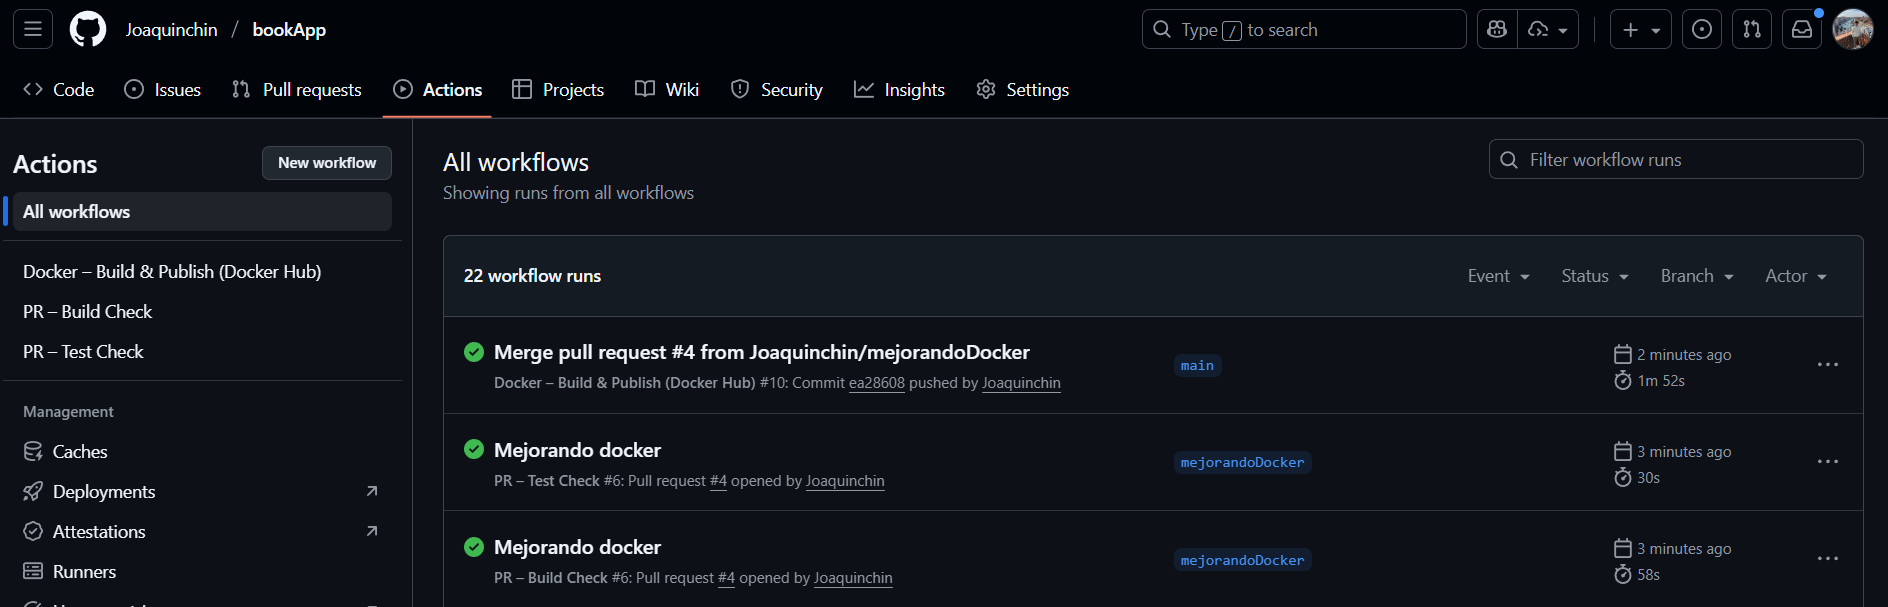 Joaquinchin / bookApp
Type / to search
Code
Issues
Pull requests
Actions
Projects
Wiki
Security
Insights
Settings
Actions
New workflow
All workflows
Docker – Build & Publish (Docker Hub)
PR – Build Check
PR – Test Check
Management
Caches
Deployments
Attestations
Runners
All workflows
Showing runs from all workflows
Filter workflow runs
22 workflow runs
Event
Status
Branch
Actor
Merge pull request #4 from Joaquinchin/mejorandoDocker
Docker – Build & Publish (Docker Hub) #10: Commit ea28608 pushed by Joaquinchin
main
2 minutes ago
1m 52s
Mejorando docker
PR – Test Check #6: Pull request #4 opened by Joaquinchin
mejorandoDocker
3 minutes ago
30s
Mejorando docker
PR – Build Check #6: Pull request #4 opened by Joaquinchin
mejorandoDocker
3 minutes ago
58s